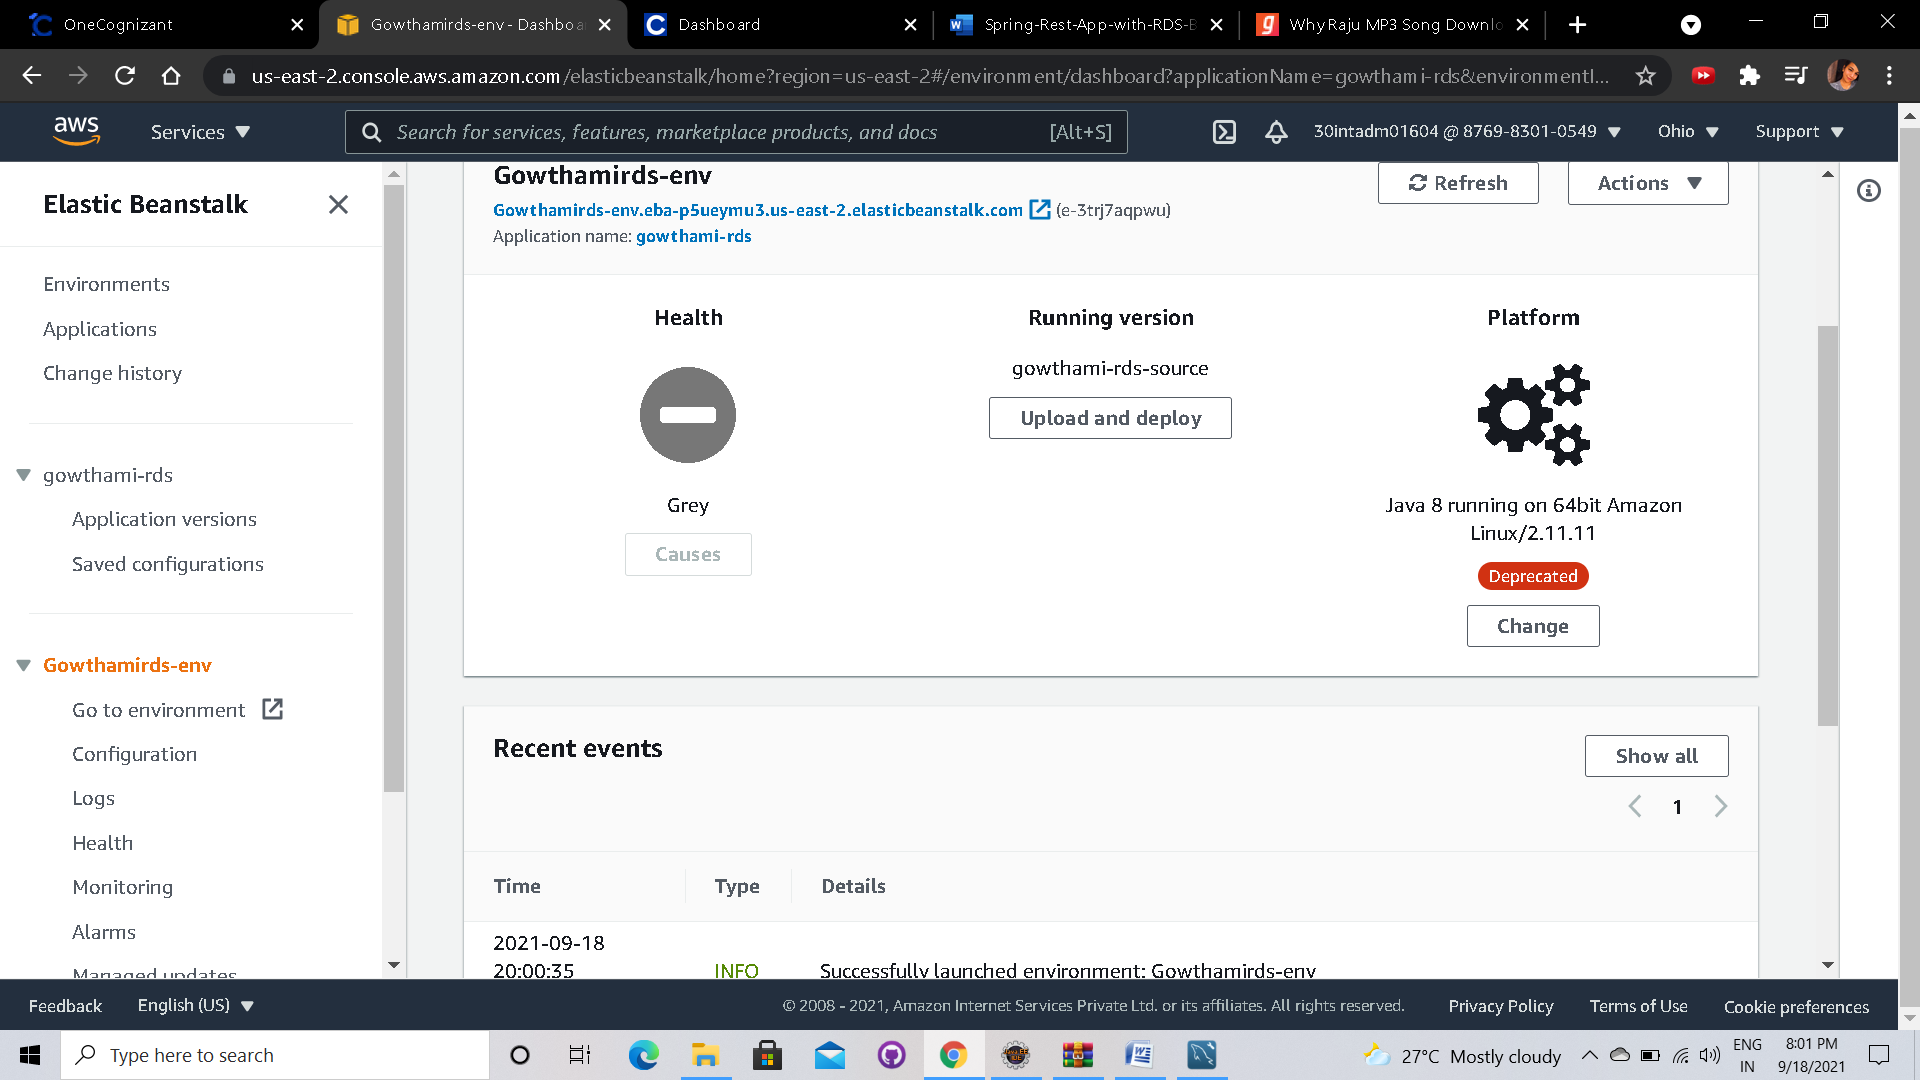 OneCognizant
Gowthamirds-env - Dashboa
Dashboard
Spring-Rest-App-with-RDS-B
Why Raju MP3 Song Downlo
us-east-2.console.aws.amazon.com/elasticbeanstalk/home?region=us-east-2#/environment/dashboard?applicationName=gowthami-rds&environmentI...
aws
Services
Search for services, features, marketplace products, and docs
[Alt+S]
30intadm01604 @ 8769-8301-0549
Ohio
Support
Elastic Beanstalk
Environments
Applications
Change history
gowthami-rds
Application versions
Saved configurations
Gowthamirds-env
Go to environment
Configuration
Logs
Health
Monitoring
Alarms
Managed updates
Gowthamirds-env
Gowthamirds-env.eba-p5ueymu3.us-east-2.elasticbeanstalk.com (e-3trj7aqpwu)
Application name: gowthami-rds
Refresh
Actions
Health
Grey
Causes
Running version
gowthami-rds-source
Upload and deploy
Platform
Java 8 running on 64bit Amazon
Linux/2.11.11
Deprecated
Change
Recent events
Show all
1
Time
Type
Details
2021-09-18
20:00:35
INFO
Successfully launched environment: Gowthamirds-env
Feedback
English (US)
© 2008 - 2021, Amazon Internet Services Private Ltd. or its affiliates. All rights reserved.
Privacy Policy
Terms of Use
Cookie preferences
Type here to search
27°C Mostly cloudy
ENG
IN
8:01 PM
9/18/2021